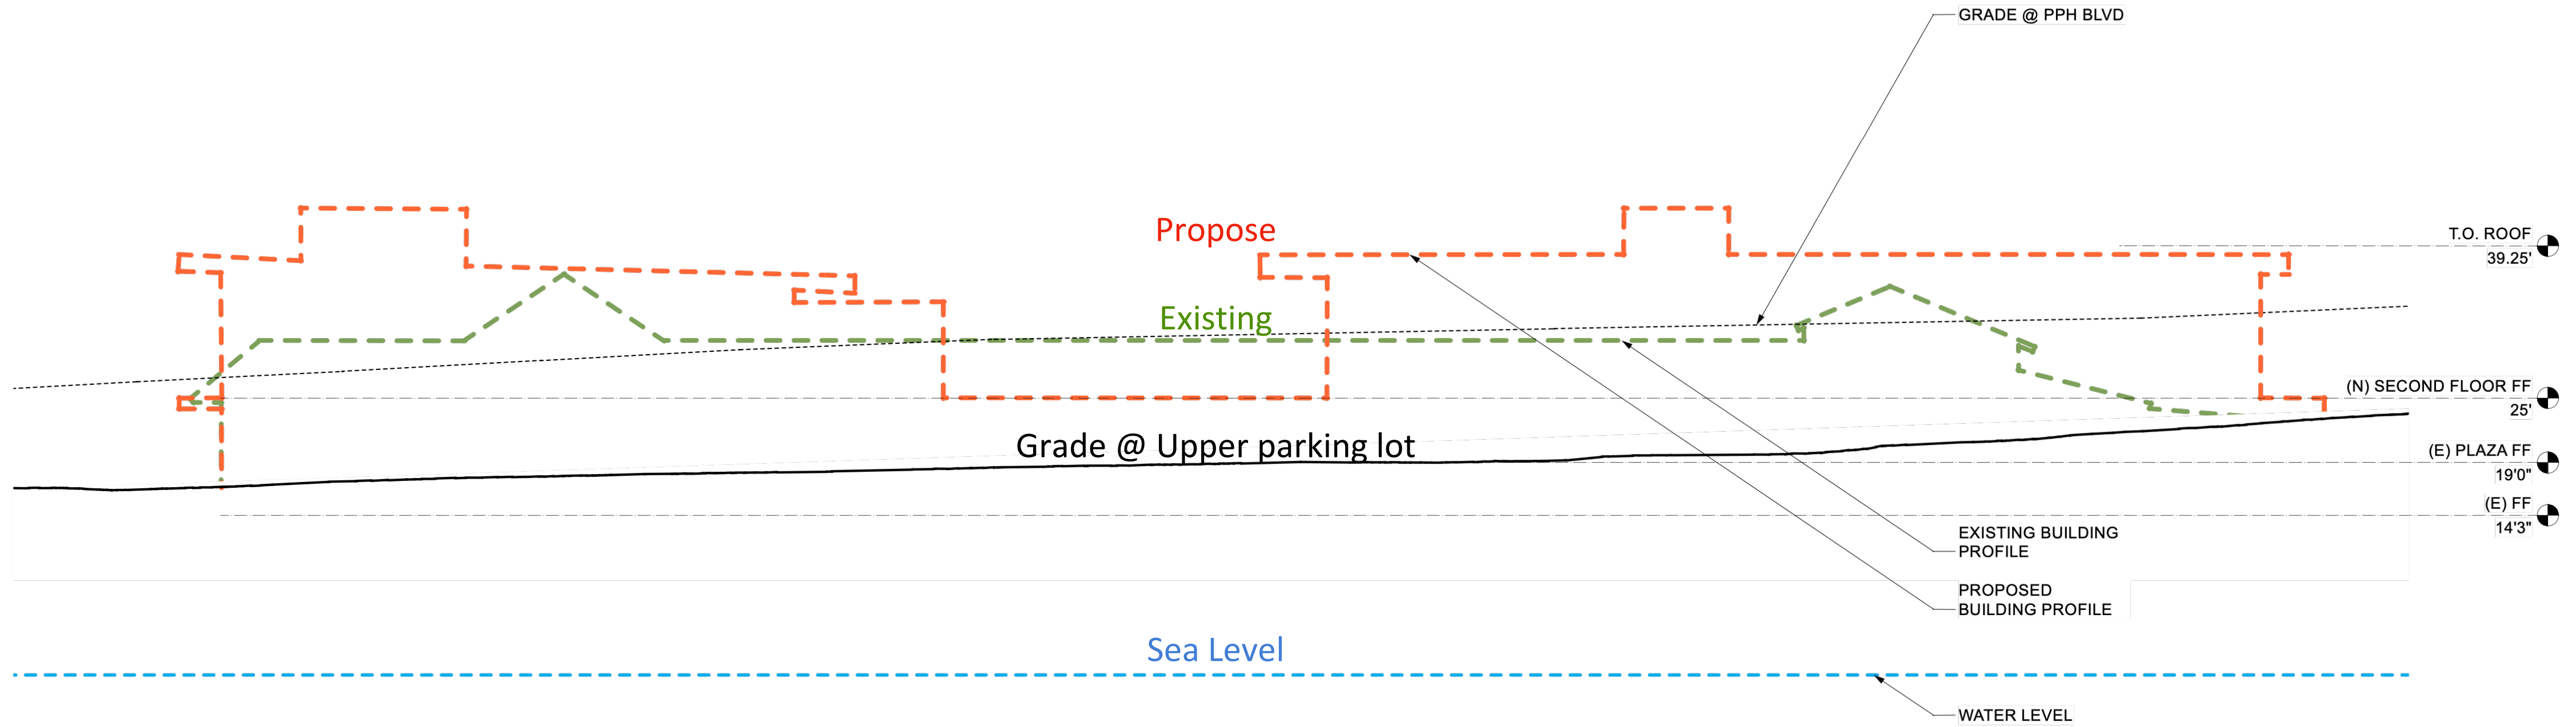 GRADE @ PPH BLVD
Propose
T.O. ROOF
39.25'
Existing
(N) SECOND FLOOR FF
25'
Grade @ Upper parking lot
(E) PLAZA FF
19'0"
(E) FF
14'3"
EXISTING BUILDING
PROFILE
PROPOSED
BUILDING PROFILE
Sea Level
WATER LEVEL